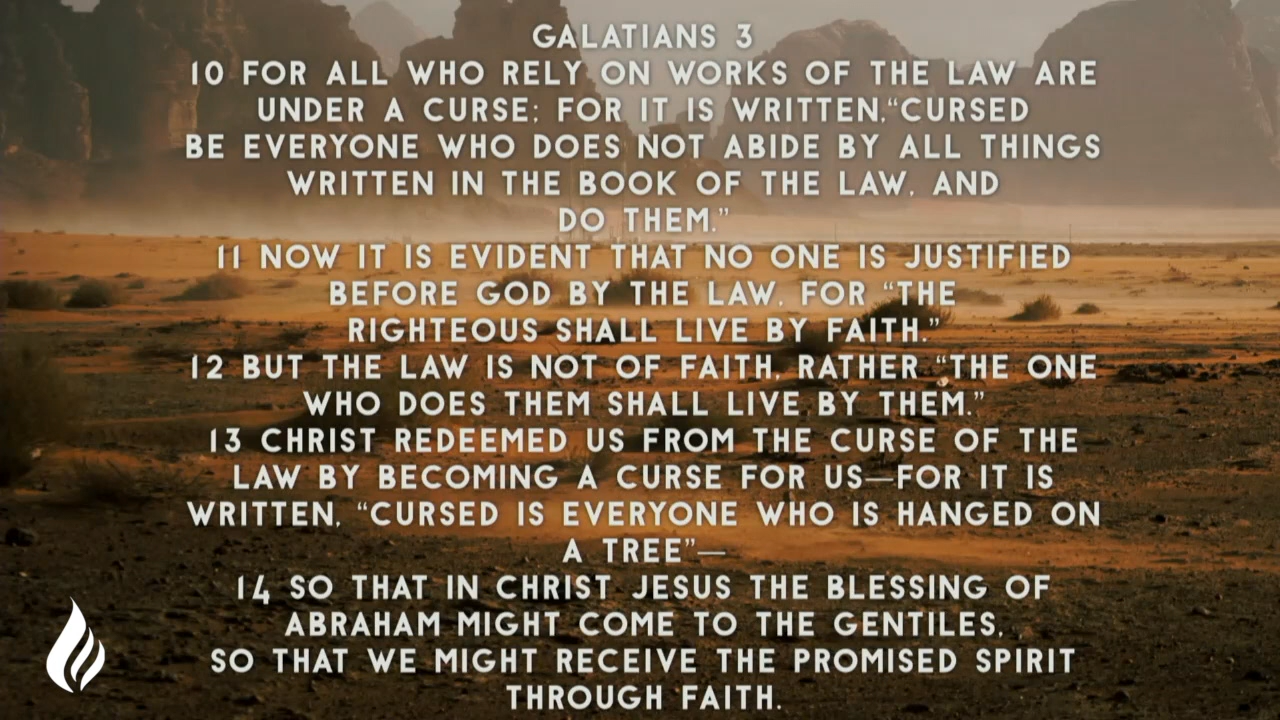 GALATIANS 3
10 FOR ALL WHO RELY ON WORKS OF THE LAW ARE
UNDER A CURSE; FOR IT IS WRITTEN,“CURSED
BE EVERYONE WHO DOES NOT ABIDE BY ALL THINGS
WRITTEN IN THE BOOK OF THE LAW, AND
DO THEM.”
11 NOW IT IS EVIDENT THAT NO ONE IS JUSTIFIED
BEFORE GOD BY THE LAW, FOR “THE
RIGHTEOUS SHALL LIVE BY FAITH.”
12 BUT THE LAW IS NOT OF FAITH, RATHER “THE ONE
WHO DOES THEM SHALL LIVE BY THEM.”
13 CHRIST REDEEMED US FROM THE CURSE OF THE
LAW BY BECOMING A CURSE FOR US—FOR IT IS
WRITTEN, “CURSED IS EVERYONE WHO IS HANGED ON
A TREE”—
14 SO THAT IN CHRIST JESUS THE BLESSING OF
ABRAHAM MIGHT COME TO THE GENTILES,
SO THAT WE MIGHT RECEIVE THE PROMISED SPIRIT
THROUGH FAITH.